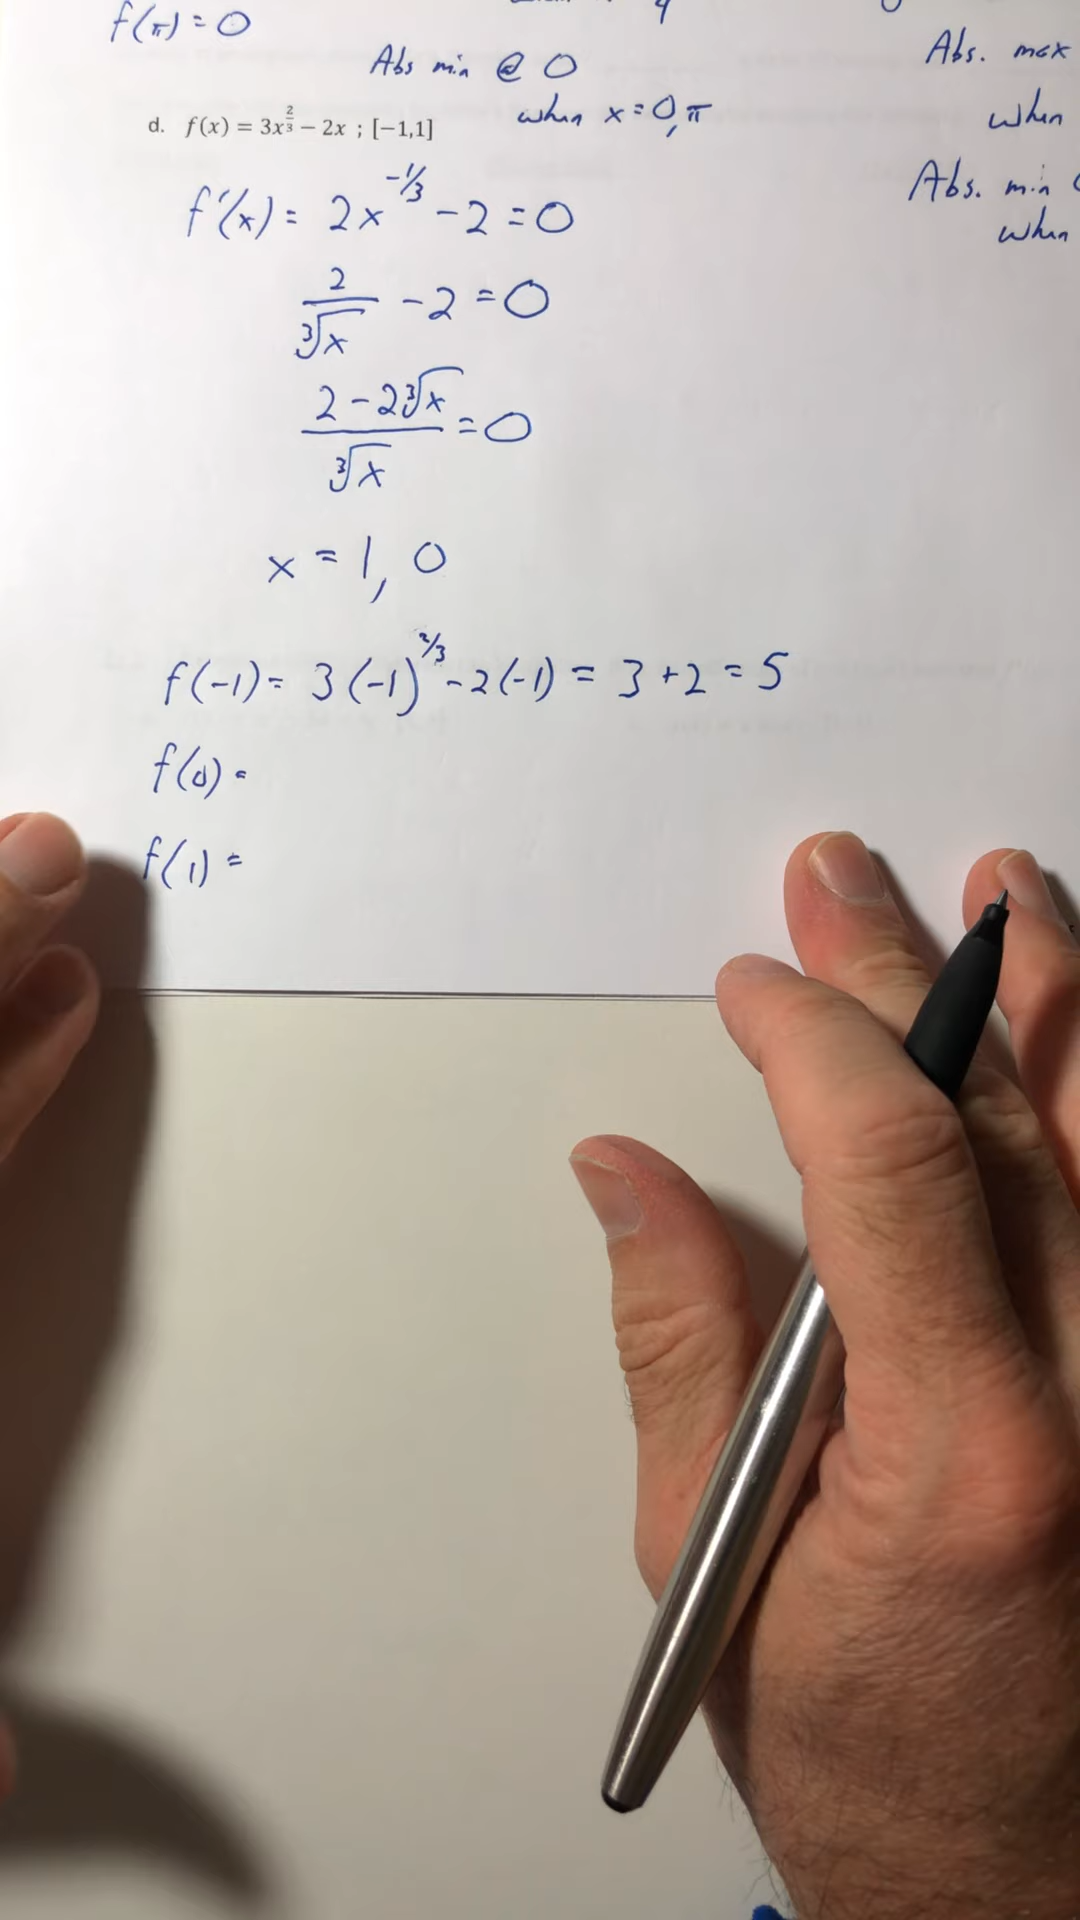 f(π) = 0
Abs min @ 0
when x = 0, π
Abs. max
when
Abs. min
when
d. f(x) = 3x^(2/3) − 2x ; [−1,1]
f'(x) = 2x^(-1/3) - 2 = 0
2/∛x - 2 = 0
(2 - 2∛x)/∛x = 0
x = 1, 0
f(-1) = 3(-1)^(2/3) - 2(-1) = 3 + 2 = 5
f(0) =
f(1) =